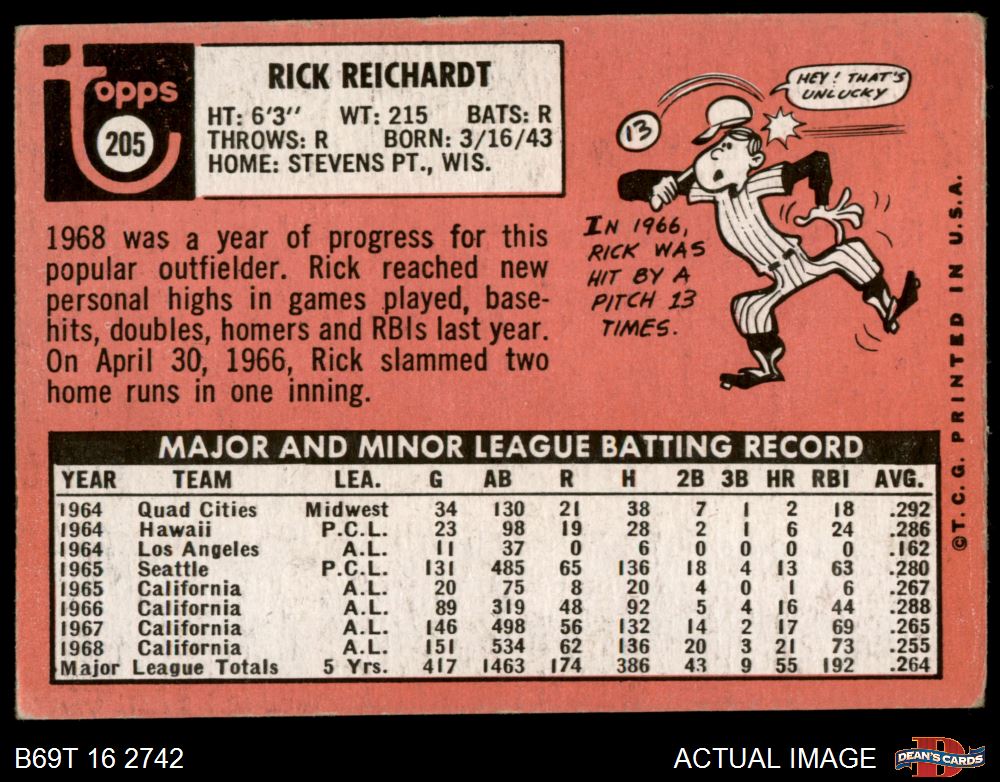 topps
205
RICK REICHARDT
HT: 6'3" WT: 215 BATS: R
THROWS: R BORN: 3/16/43
HOME: STEVENS PT., WIS.
1968 was a year of progress for this
popular outfielder. Rick reached new
personal highs in games played, base-
hits, doubles, homers and RBIs last year.
On April 30, 1966, Rick slammed two
home runs in one inning.
HEY! THAT'S
UNLUCKY
13
IN 1966,
RICK WAS
HIT BY A
PITCH 13
TIMES.
MAJOR AND MINOR LEAGUE BATTING RECORD
YEAR TEAM LEA. G AB R H 2B 3B HR RBI AVG.
1964 Quad Cities Midwest 34 130 21 38 7 1 2 18 .292
1964 Hawaii P.C.L. 23 98 19 28 2 1 6 24 .286
1964 Los Angeles A.L. 11 37 0 6 0 0 0 0 .162
1965 Seattle P.C.L. 131 485 65 136 18 4 13 63 .280
1965 California A.L. 20 75 8 20 4 0 1 6 .267
1966 California A.L. 89 319 48 92 5 4 16 44 .288
1967 California A.L. 146 498 56 132 14 2 17 69 .265
1968 California A.L. 151 534 62 136 20 3 21 73 .255
Major League Totals 5 Yrs. 417 1463 174 386 43 9 55 192 .264
©T.C.G. PRINTED IN U.S.A.
B69T 16 2742
ACTUAL IMAGE
DEAN'S CARDS